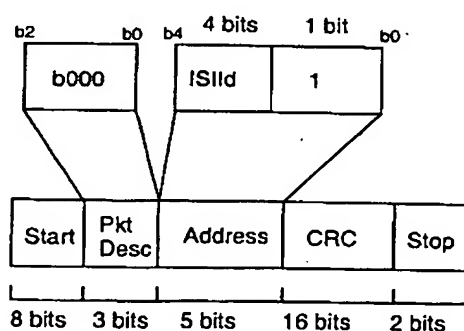 4 bits 1 bit
b2 b0 b4 b0
b000 ISIId 1
Start Pkt Desc Address CRC Stop
8 bits 3 bits 5 bits 16 bits 2 bits